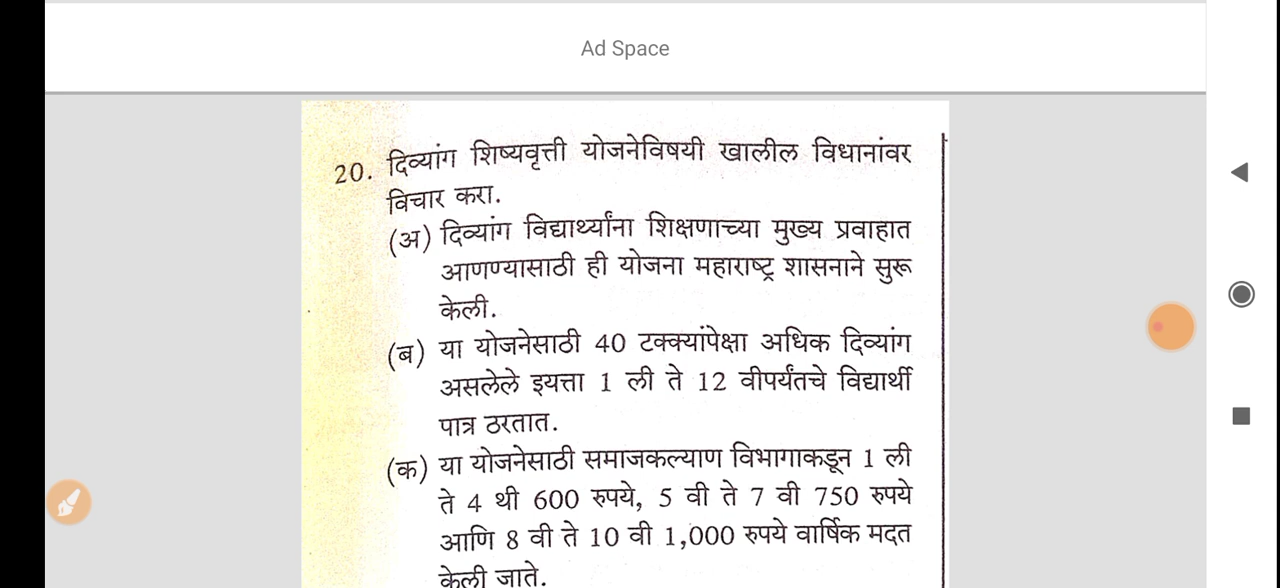 Ad Space
20. दिव्यांग शिष्यवृत्ती योजनेविषयी खालील विधानांवर
विचार करा.
(अ) दिव्यांग विद्यार्थ्यांना शिक्षणाच्या मुख्य प्रवाहात
आणण्यासाठी ही योजना महाराष्ट्र शासनाने सुरू
केली.
(ब) या योजनेसाठी 40 टक्क्यांपेक्षा अधिक दिव्यांग
असलेले इयत्ता 1 ली ते 12 वीपर्यंतचे विद्यार्थी
पात्र ठरतात.
(क) या योजनेसाठी समाजकल्याण विभागाकडून 1 ली
ते 4 थी 600 रुपये, 5 वी ते 7 वी 750 रुपये
आणि 8 वी ते 10 वी 1,000 रुपये वार्षिक मदत
केली जाते.